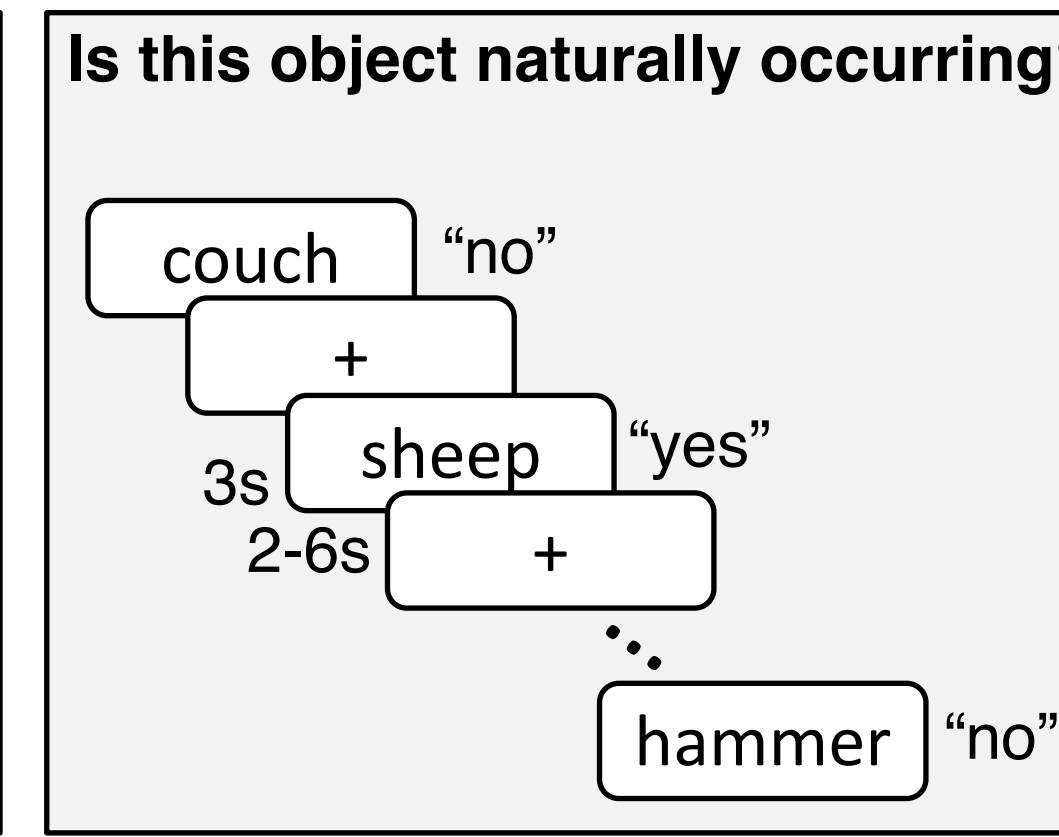 Is this object naturally occurring
couch “no”
+
sheep “yes”
3s
2-6s +
hammer “no”